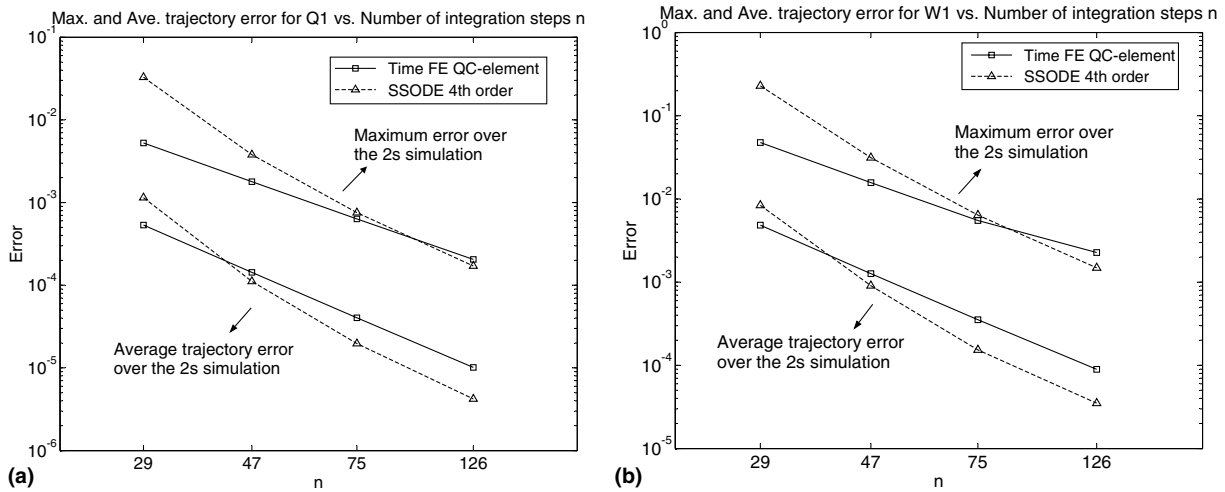 Max. and Ave. trajectory error for Q1 vs. Number of integration steps n
10^-1
10^-2
10^-3
10^-4
10^-5
10^-6
Error
Time FE QC-element
SSODE 4th order
Maximum error over
the 2s simulation
Average trajectory error
over the 2s simulation
29 47 75 126
n
(a)
Max. and Ave. trajectory error for W1 vs. Number of integration steps n
10^0
10^-1
10^-2
10^-3
10^-4
10^-5
Error
Time FE QC-element
SSODE 4th order
Maximum error over
the 2s simulation
Average trajectory error
over the 2s simulation
29 47 75 126
n
(b)